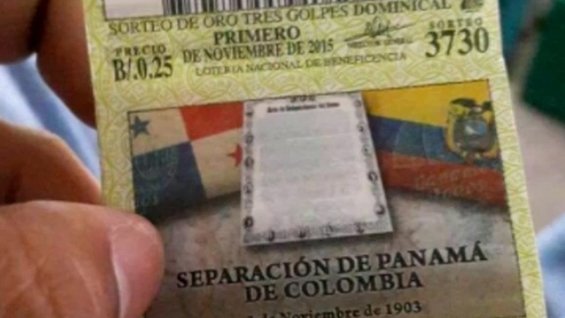 SORTEO DE ORO TRES GOLPES DOMINICAL
PRECIO PRIMERO SORTEO
B/.0.25 DE NOVIEMBRE DE 2015 3730
LOTERIA NACIONAL DE BENEFICENCIA
SEPARACIÓN DE PANAMÁ
DE COLOMBIA
de Noviembre de 1903